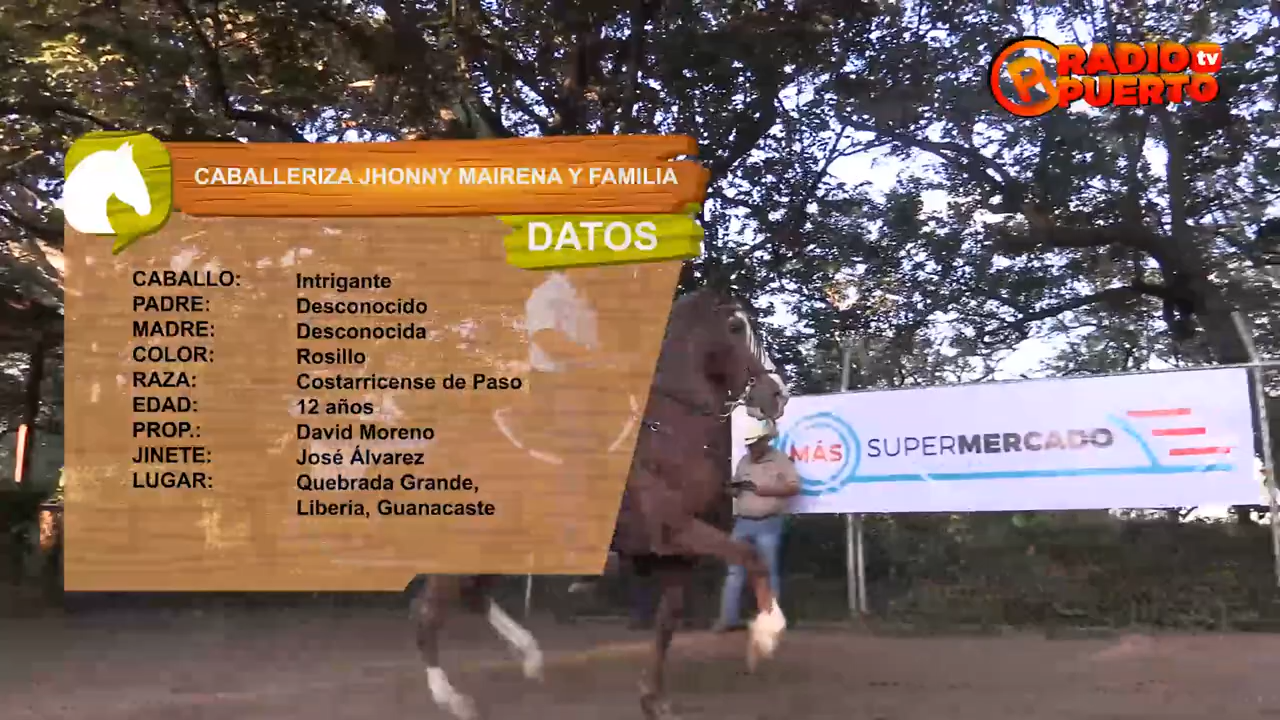 RADIO tv
PUERTO
CABALLERIZA JHONNY MAIRENA Y FAMILIA
DATOS
CABALLO: Intrigante
PADRE: Desconocido
MADRE: Desconocida
COLOR: Rosillo
RAZA: Costarricense de Paso
EDAD: 12 años
PROP.: David Moreno
JINETE: José Álvarez
LUGAR: Quebrada Grande,
Liberia, Guanacaste
MÁS SUPERMERCADO